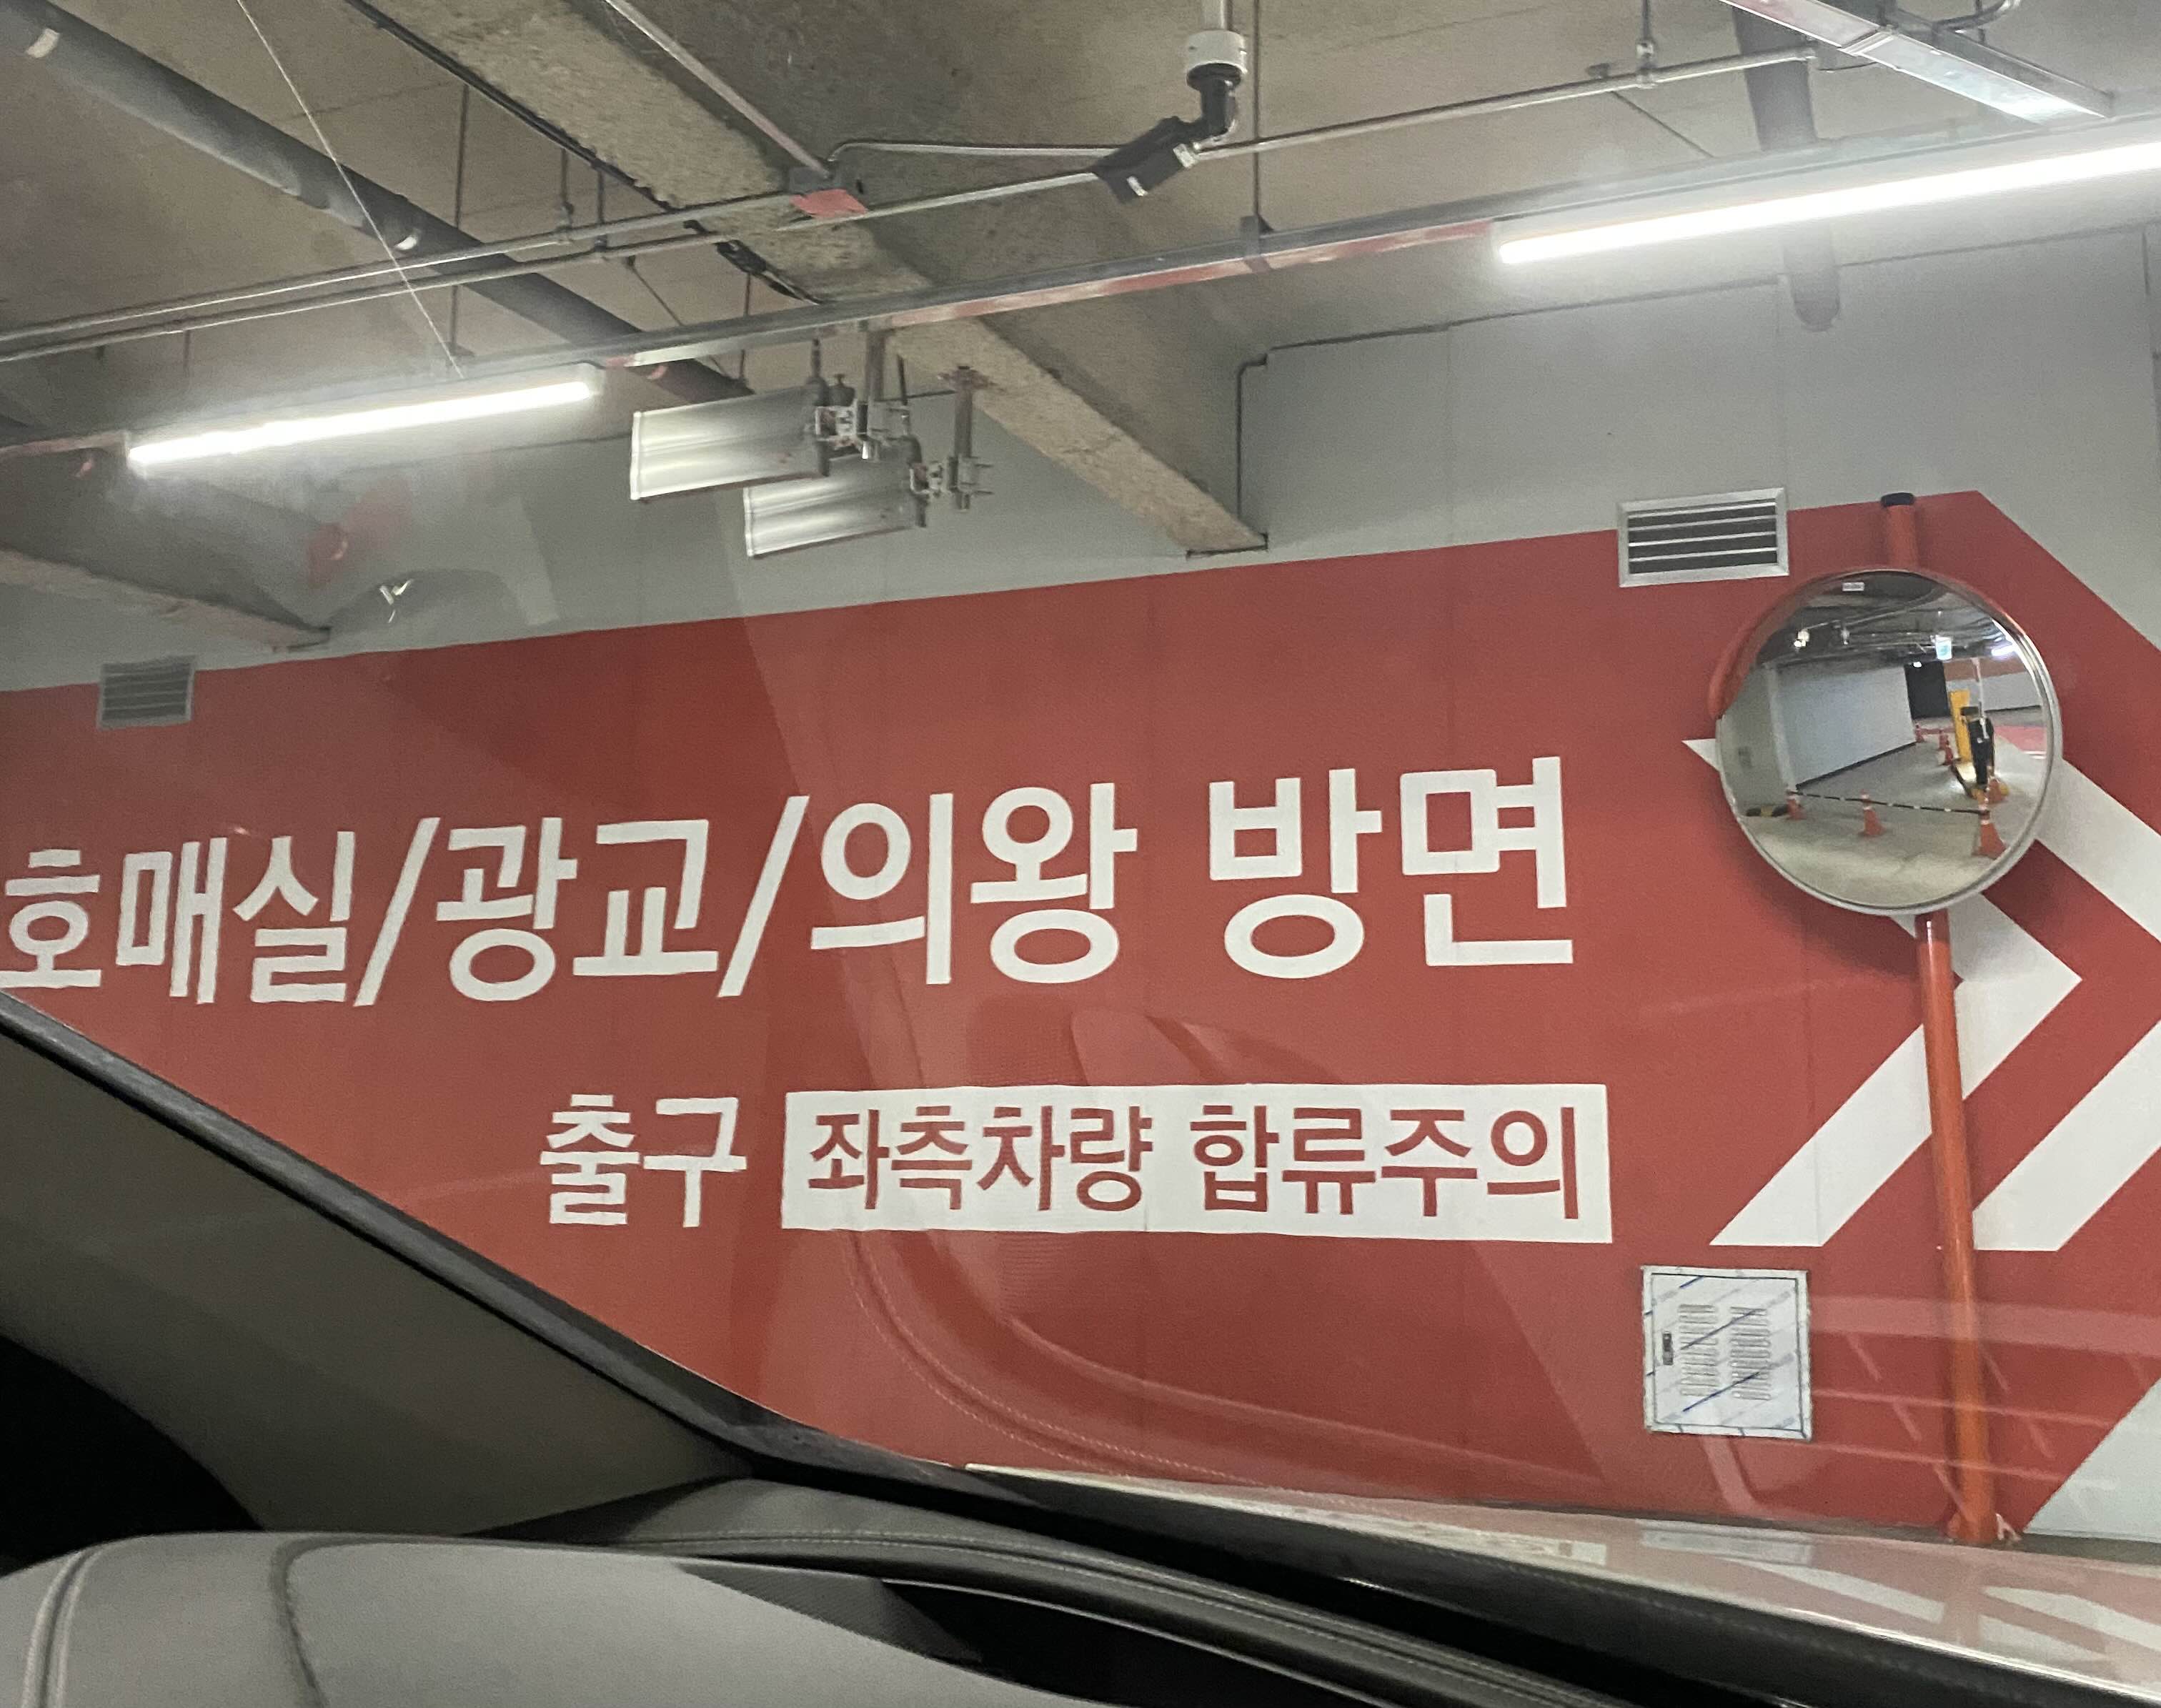 호매실/광교/의왕 방면
출구 좌측차량 합류주의